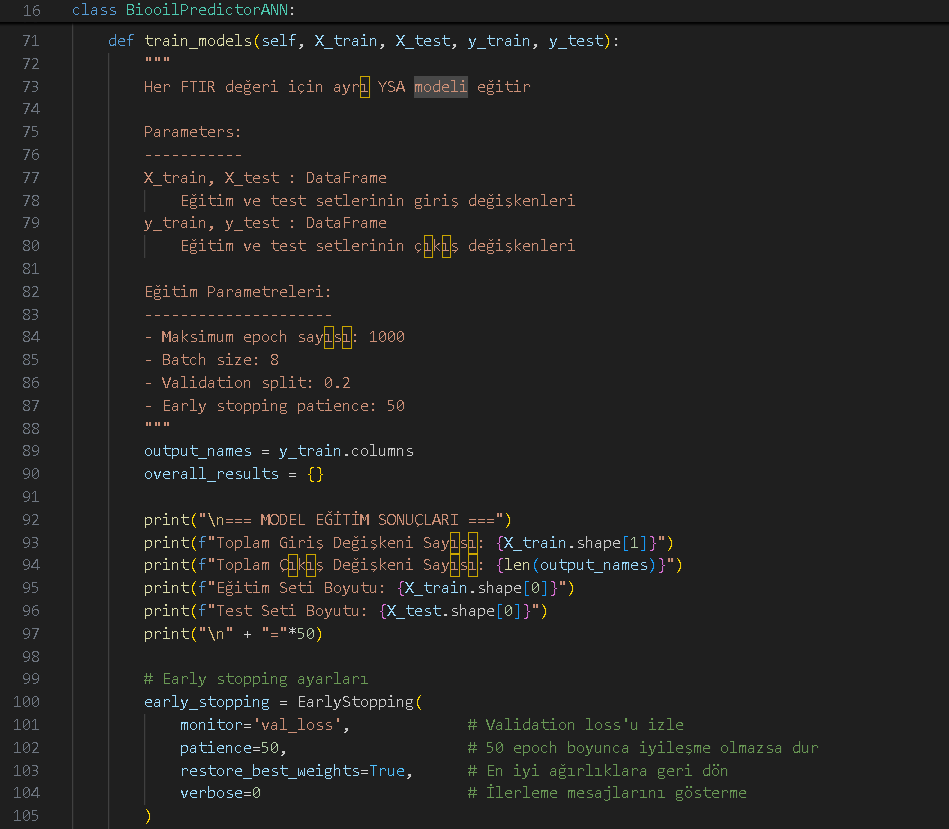 16 class BiooilPredictorANN:
71 def train_models(self, X_train, X_test, y_train, y_test):
72 """
73 Her FTIR değeri için ayrı YSA modeli eğitir
74
75 Parameters:
76 -----------
77 X_train, X_test : DataFrame
78 Eğitim ve test setlerinin giriş değişkenleri
79 y_train, y_test : DataFrame
80 Eğitim ve test setlerinin çıkış değişkenleri
81
82 Eğitim Parametreleri:
83 ---------------------
84 - Maksimum epoch sayısı: 1000
85 - Batch size: 8
86 - Validation split: 0.2
87 - Early stopping patience: 50
88 """
89 output_names = y_train.columns
90 overall_results = {}
91
92 print("\n=== MODEL EĞİTİM SONUÇLARI ===")
93 print(f"Toplam Giriş Değişkeni Sayısı: {X_train.shape[1]}")
94 print(f"Toplam Çıkış Değişkeni Sayısı: {len(output_names)}")
95 print(f"Eğitim Seti Boyutu: {X_train.shape[0]}")
96 print(f"Test Seti Boyutu: {X_test.shape[0]}")
97 print("\n" + "="*50)
98
99 # Early stopping ayarları
100 early_stopping = EarlyStopping(
101 monitor='val_loss', # Validation loss'u izle
102 patience=50, # 50 epoch boyunca iyileşme olmazsa dur
103 restore_best_weights=True, # En iyi ağırlıklara geri dön
104 verbose=0 # İlerleme mesajlarını gösterme
105 )